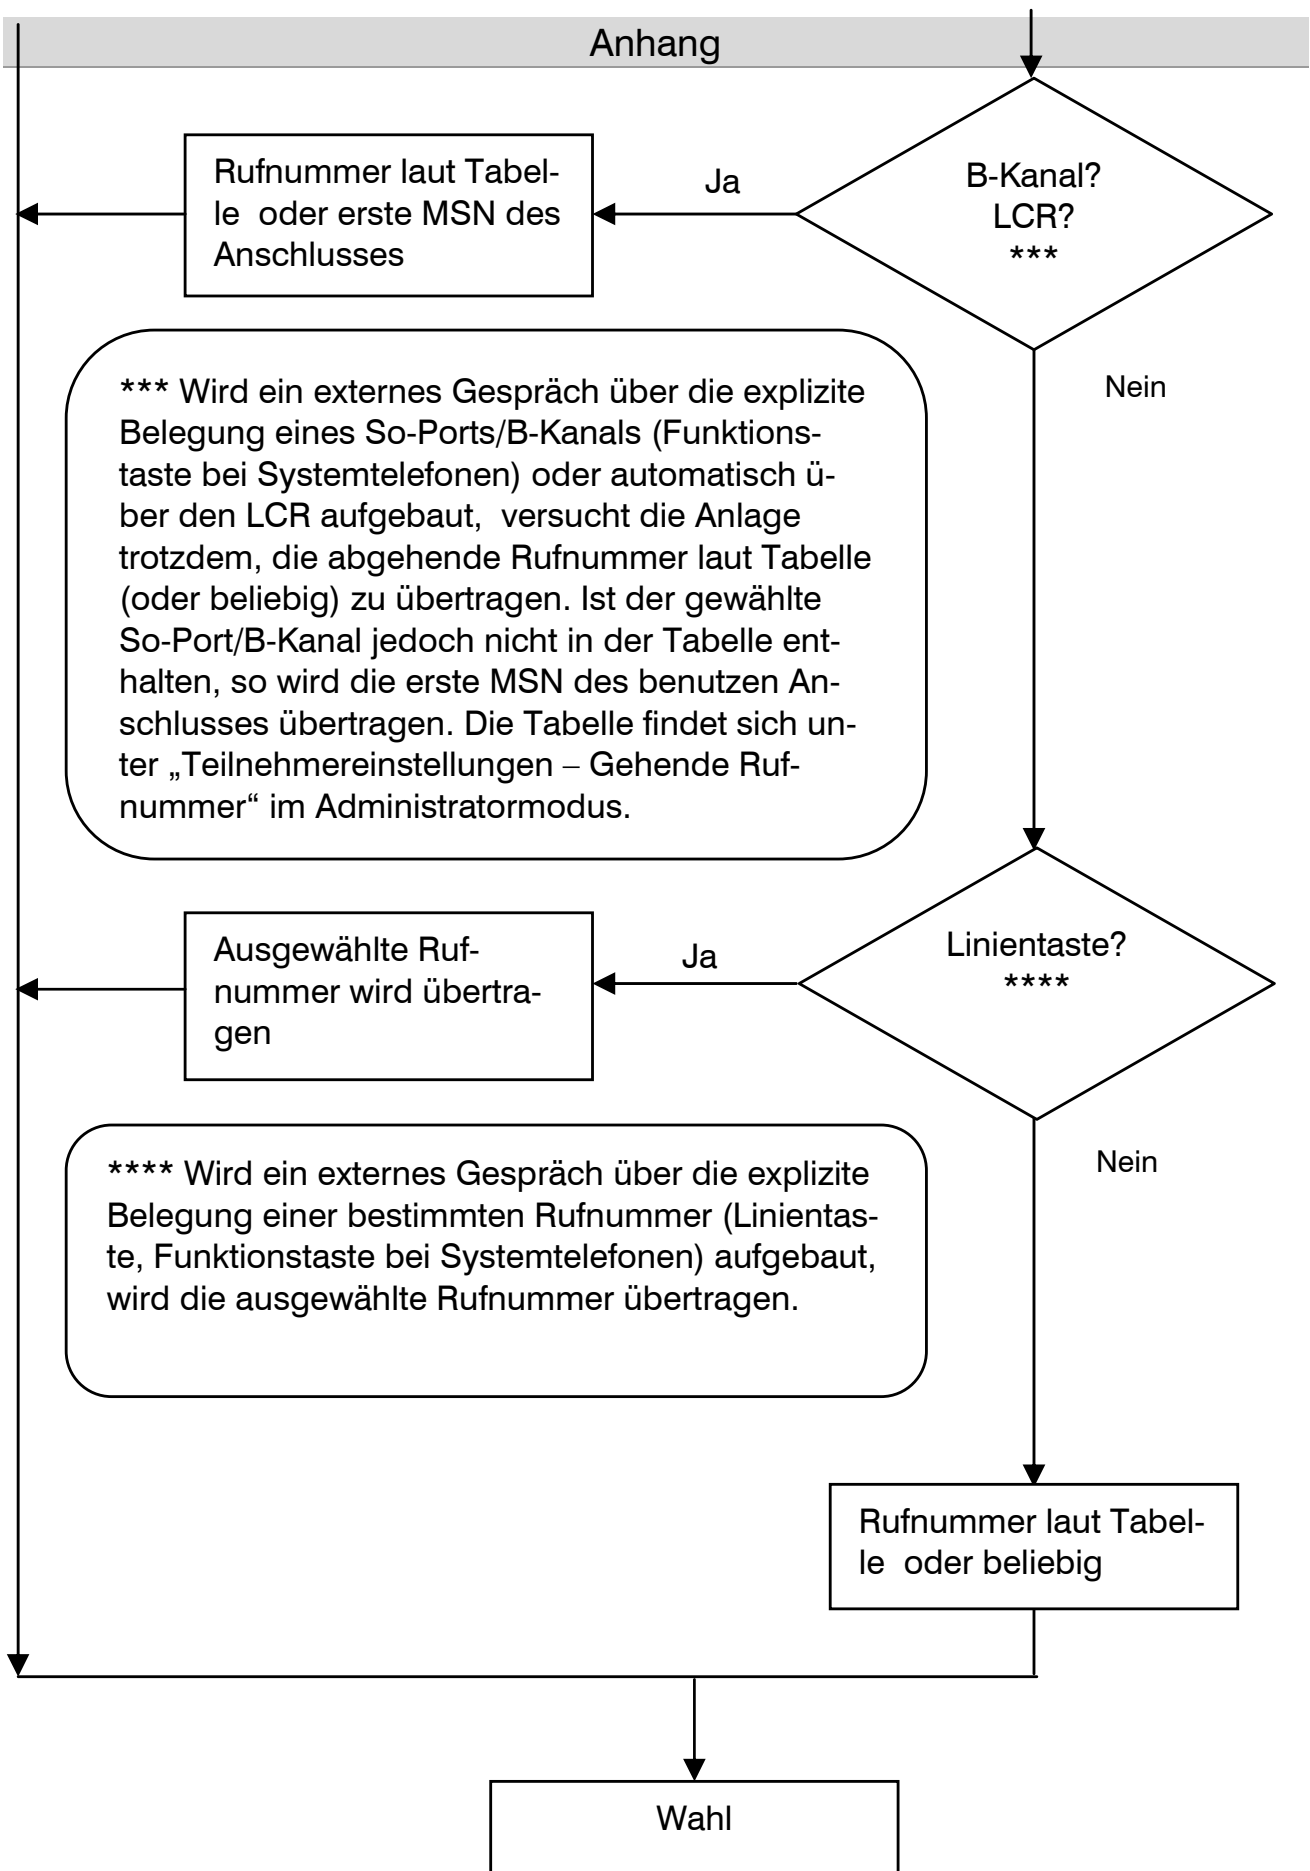 Anhang
B-Kanal?
LCR?
***
Ja
Rufnummer laut Tabel-
le  oder erste MSN des
Anschlusses
Nein
*** Wird ein externes Gespräch über die explizite
Belegung eines So-Ports/B-Kanals (Funktions-
taste bei Systemtelefonen) oder automatisch ü-
ber den LCR aufgebaut,  versucht die Anlage
trotzdem, die abgehende Rufnummer laut Tabelle
(oder beliebig) zu übertragen. Ist der gewählte
So-Port/B-Kanal jedoch nicht in der Tabelle ent-
halten, so wird die erste MSN des benutzen An-
schlusses übertragen. Die Tabelle findet sich un-
ter „Teilnehmereinstellungen – Gehende Ruf-
nummer“ im Administratormodus.
Linientaste?
****
Ja
Ausgewählte Ruf-
nummer wird übertra-
gen
Nein
**** Wird ein externes Gespräch über die explizite
Belegung einer bestimmten Rufnummer (Linientas-
te, Funktionstaste bei Systemtelefonen) aufgebaut,
wird die ausgewählte Rufnummer übertragen.
Rufnummer laut Tabel-
le  oder beliebig
Wahl